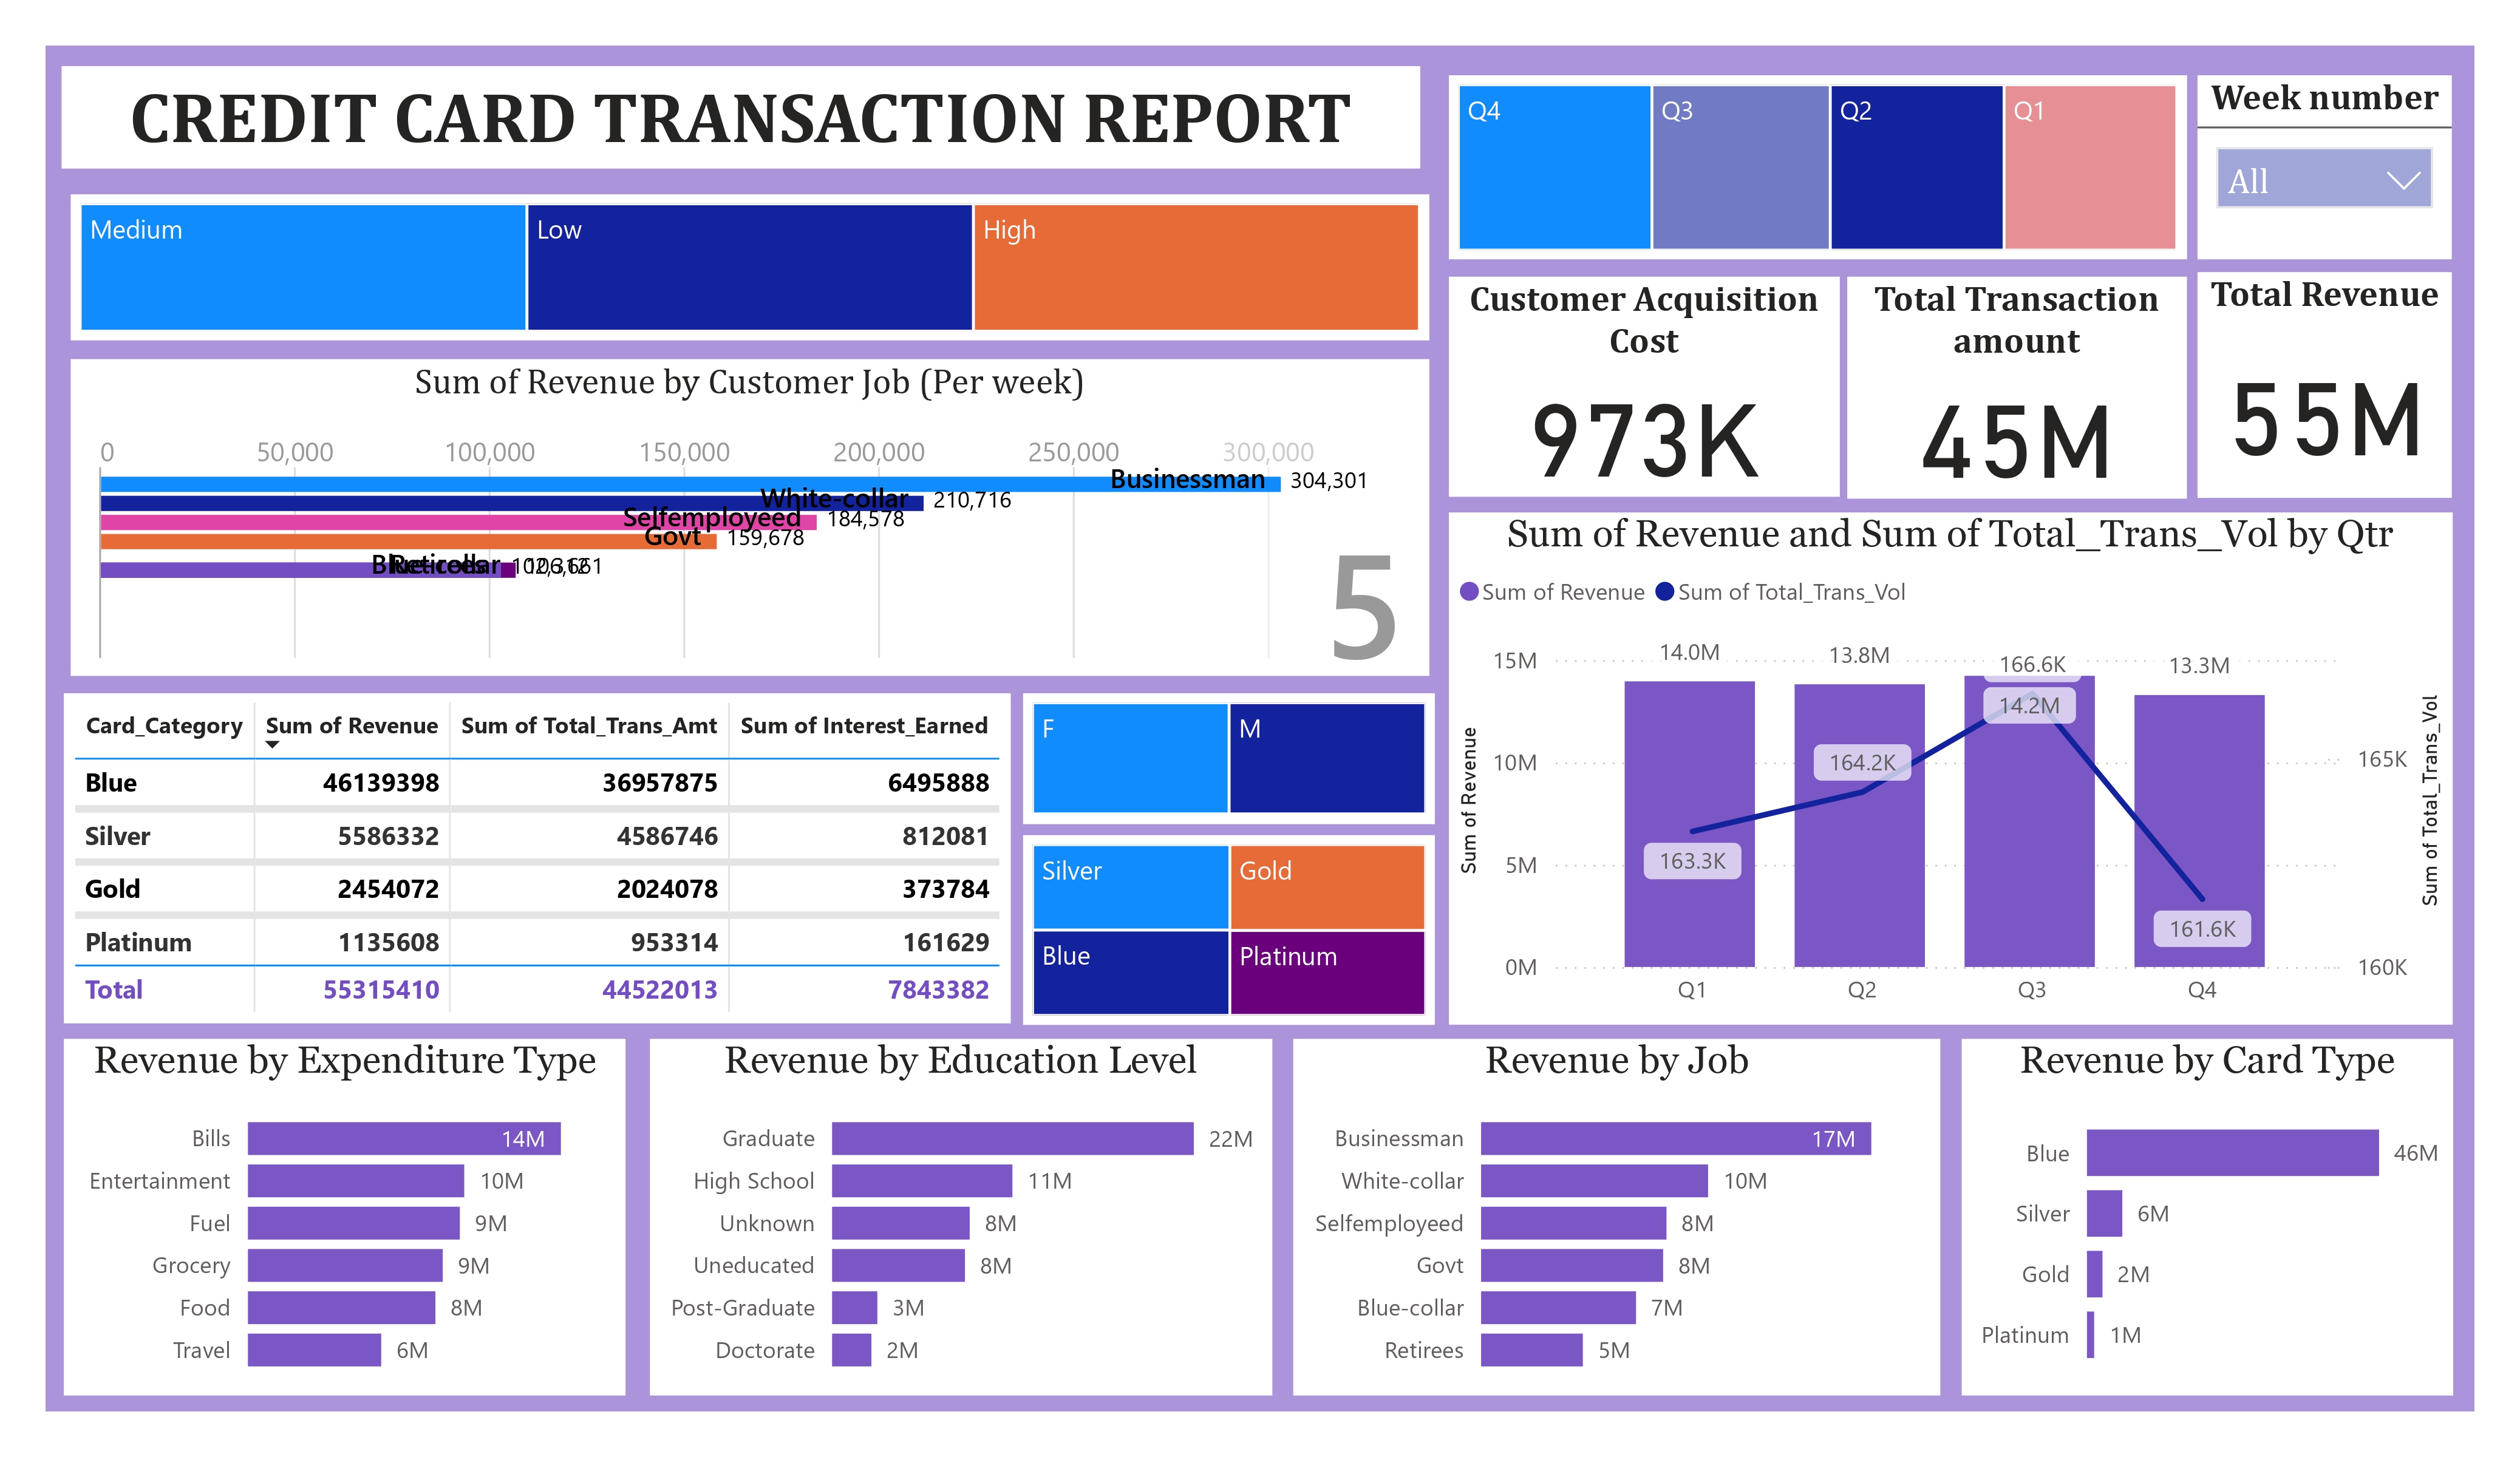 CREDIT CARD TRANSACTION REPORT
Q4 Q3 Q2 Q1
Week number
All
Medium Low High
Customer Acquisition
Cost
973K
Total Transaction
amount
45M
Total Revenue
55M
Sum of Revenue by Customer Job (Per week)
0 50,000 100,000 150,000 200,000 250,000 300,000
Businessman 304,301
White-collar 210,716
Selfemployeed 184,578
Govt 159,678
5
Sum of Revenue and Sum of Total_Trans_Vol by Qtr
Sum of Revenue Sum of Total_Trans_Vol
Sum of Revenue
15M
10M
5M
0M
14.0M 13.8M 166.6K 13.3M
14.2M
164.2K
163.3K
161.6K
165K
160K
Sum of Total_Trans_Vol
Q1 Q2 Q3 Q4
Card_Category Sum of Revenue Sum of Total_Trans_Amt Sum of Interest_Earned
Blue 46139398 36957875 6495888
Silver 5586332 4586746 812081
Gold 2454072 2024078 373784
Platinum 1135608 953314 161629
Total 55315410 44522013 7843382
F M
Silver Gold
Blue Platinum
Revenue by Expenditure Type
Bills 14M
Entertainment 10M
Fuel 9M
Grocery 9M
Food 8M
Travel 6M
Revenue by Education Level
Graduate 22M
High School 11M
Unknown 8M
Uneducated 8M
Post-Graduate 3M
Doctorate 2M
Revenue by Job
Businessman 17M
White-collar 10M
Selfemployeed 8M
Govt 8M
Blue-collar 7M
Retirees 5M
Revenue by Card Type
Blue 46M
Silver 6M
Gold 2M
Platinum 1M